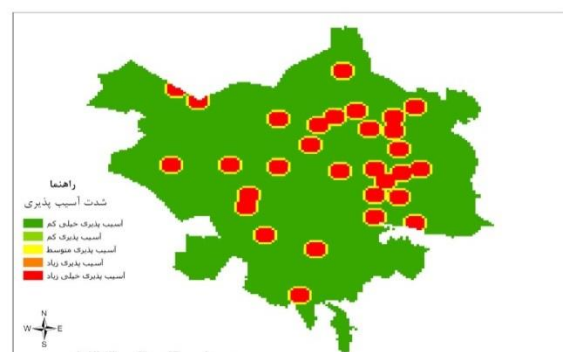 راهنما
شدت آسیب پذیری
آسیب پذیری خیلی کم
آسیب پذیری کم
آسیب پذیری متوسط
آسیب پذیری زیاد
آسیب پذیری خیلی زیاد
N
W E
S